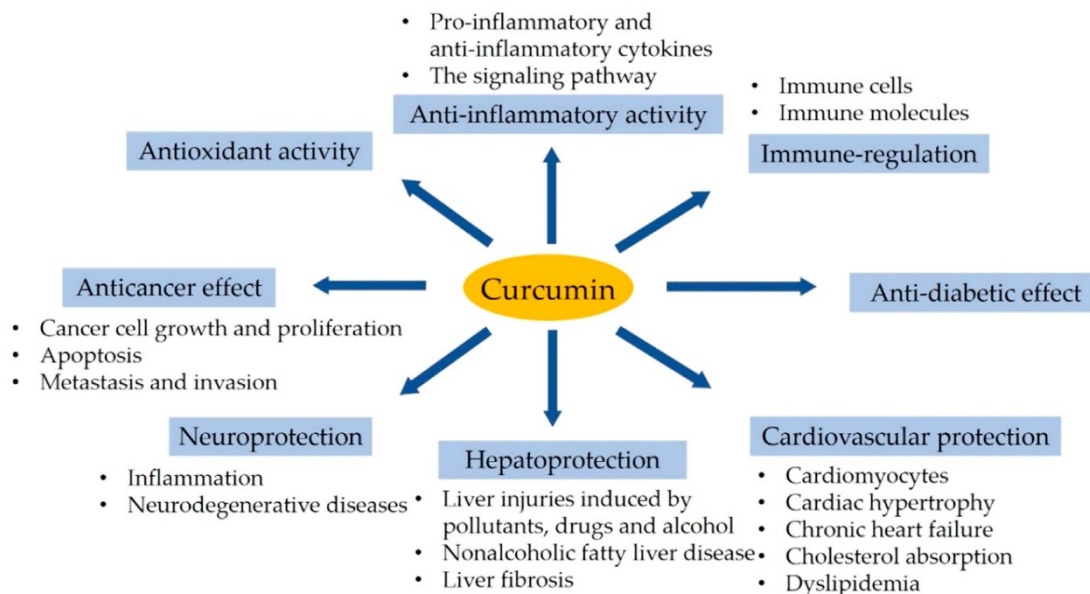 • Pro-inflammatory and
anti-inflammatory cytokines
• The signaling pathway
Anti-inflammatory activity
• Immune cells
• Immune molecules
Immune-regulation
Antioxidant activity
Curcumin
Anticancer effect
• Cancer cell growth and proliferation
• Apoptosis
• Metastasis and invasion
Anti-diabetic effect
Neuroprotection
• Inflammation
• Neurodegenerative diseases
Hepatoprotection
• Liver injuries induced by
pollutants, drugs and alcohol
• Nonalcoholic fatty liver disease
• Liver fibrosis
Cardiovascular protection
• Cardiomyocytes
• Cardiac hypertrophy
• Chronic heart failure
• Cholesterol absorption
• Dyslipidemia